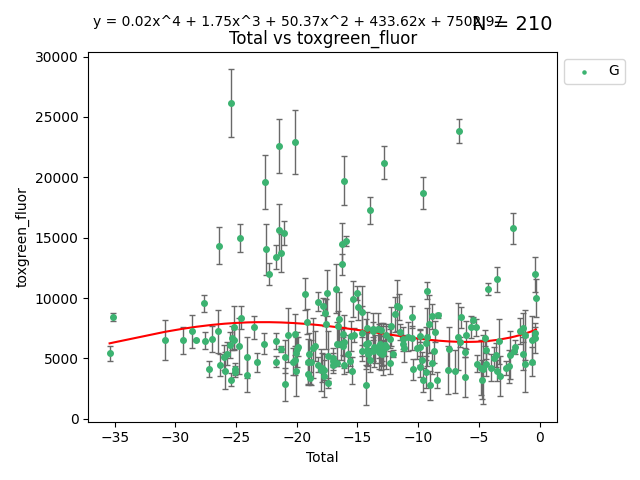 y = 0.02x^4 + 1.75x^3 + 50.37x^2 + 433.62x + 7502.97
N = 210
Total vs toxgreen_fluor
G
30000
25000
20000
15000
10000
5000
0
toxgreen_fluor
−35 −30 −25 −20 −15 −10 −5 0
Total